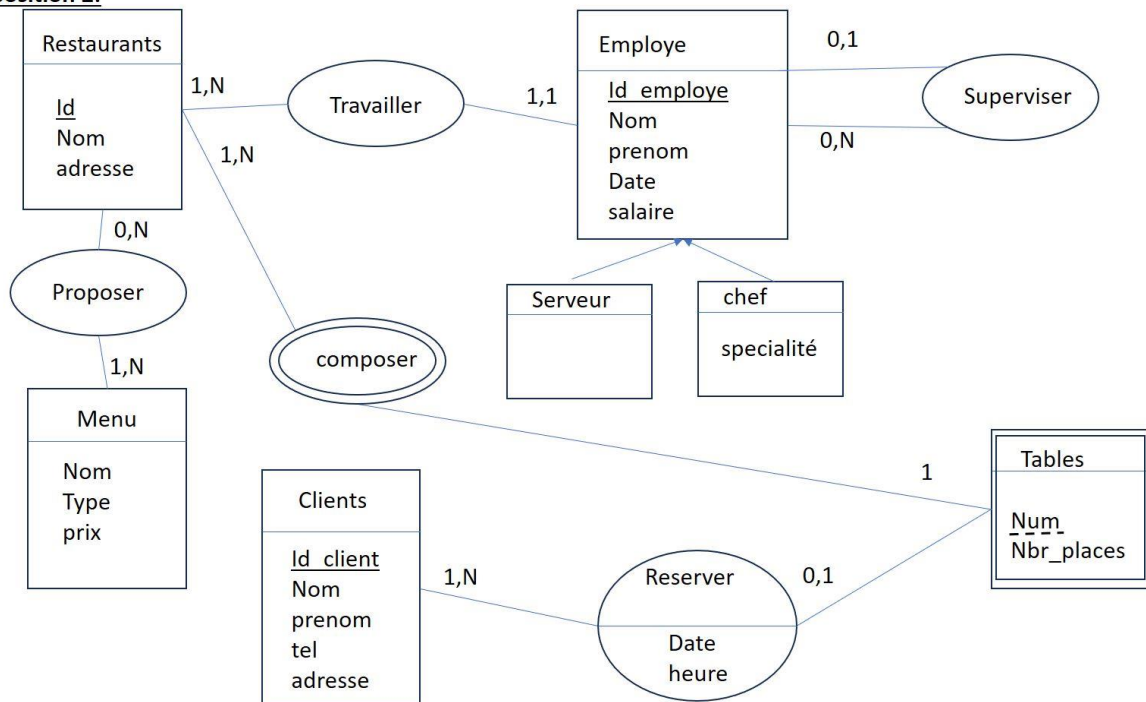 Restaurants
Id
Nom
adresse
1,N
Travailler
1,1
Employe
Id_employe
Nom
prenom
Date
salaire
0,1
Superviser
0,N
1,N
0,N
Proposer
1,N
Menu
Nom
Type
prix
composer
Serveur
chef
specialité
1
Tables
Num
Nbr_places
Clients
Id_client
Nom
prenom
tel
adresse
1,N
Reserver
Date
heure
0,1